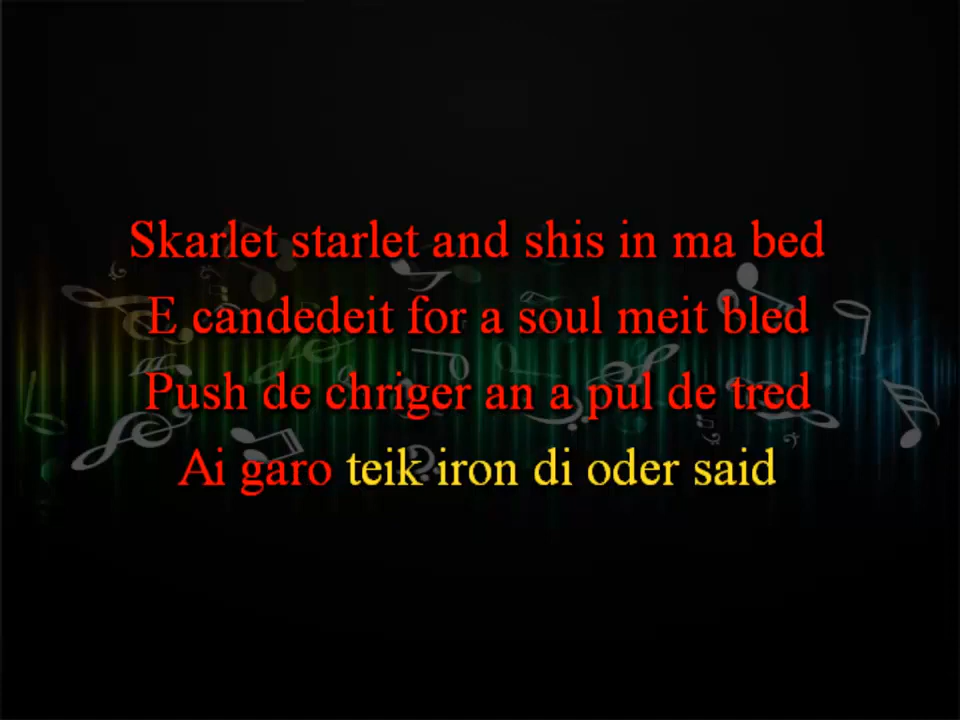 Skarlet starlet and shis in ma bed
E candedeit for a soul meit bled
Push de chriger an a pul de tred
Ai garo teik iron di oder said